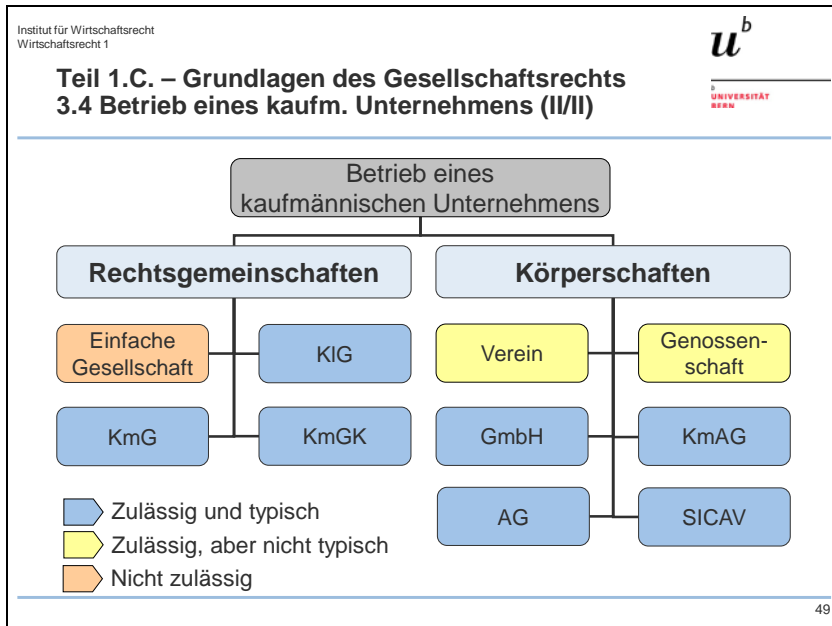 Institut für Wirtschaftsrecht
Wirtschaftsrecht 1
u^b
b
UNIVERSITÄT
BERN
Teil 1.C. – Grundlagen des Gesellschaftsrechts
3.4 Betrieb eines kaufm. Unternehmens (II/II)
Betrieb eines
kaufmännischen Unternehmens
Rechtsgemeinschaften
Körperschaften
Einfache
Gesellschaft
KlG
Verein
Genossen-
schaft
KmG
KmGK
GmbH
KmAG
AG
SICAV
Zulässig und typisch
Zulässig, aber nicht typisch
Nicht zulässig
49